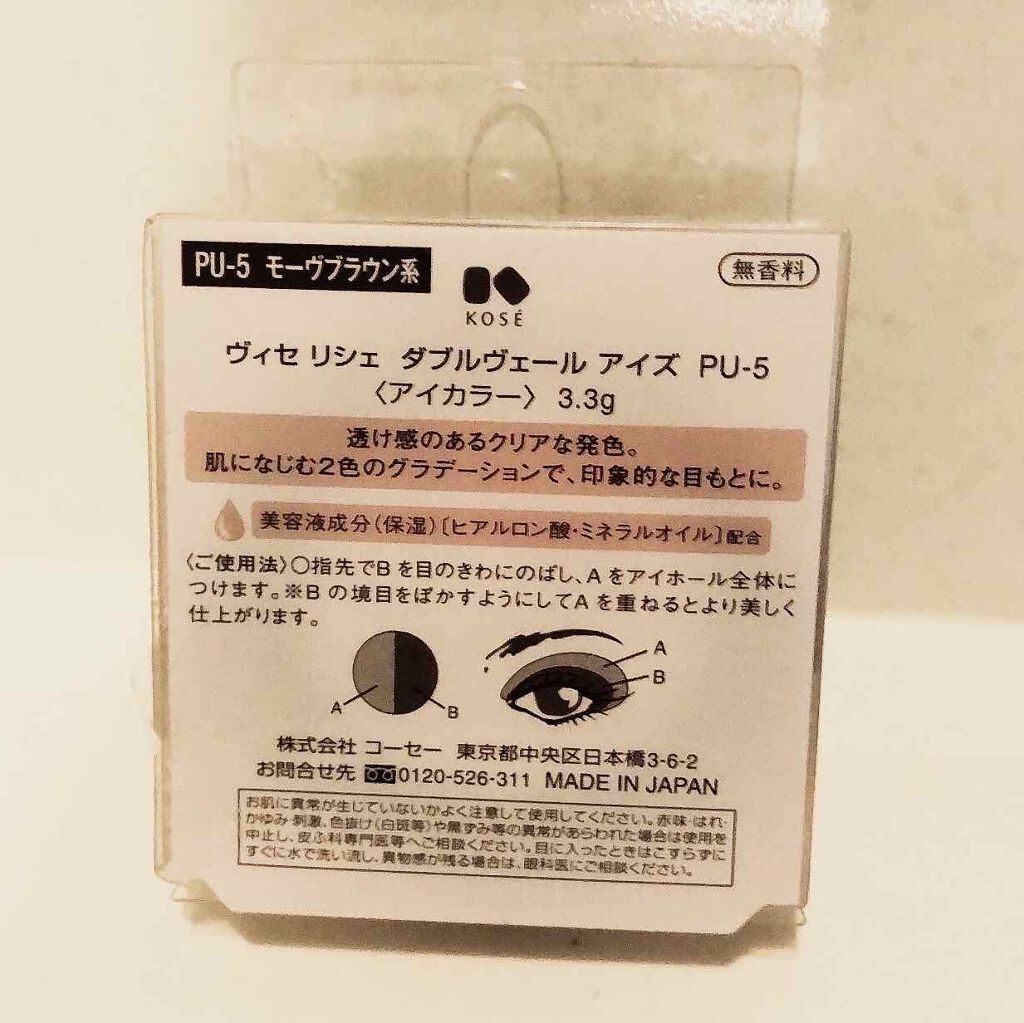 PU-5 モーヴブラウン系
KOSÉ
無香料
ヴィセ リシェ ダブルヴェール アイズ PU-5
〈アイカラー〉 3.3g
透け感のあるクリアな発色。
肌になじむ2色のグラデーションで、印象的な目もとに。
美容液成分(保湿)〔ヒアルロン酸・ミネラルオイル〕配合
〈ご使用法〉○指先でB を目のきわにのばし、A をアイホール全体に
つけます。※B の境目をぼかすようにしてA を重ねるとより美しく
仕上がります。
A
B
A
B
株式会社 コーセー 東京都中央区日本橋3-6-2
お問合せ先 0120-526-311 MADE IN JAPAN
お肌に異常が生じていないかよく注意して使用してください。赤味・はれ・
かゆみ・刺激、色抜け(白斑等)や黒ずみ等の異常があらわれた場合は使用を
中止し、皮ふ科専門医等へご相談ください。目に入ったときはこすらずに
すぐに水で洗い流し、異物感が残る場合は、眼科医にご相談ください。